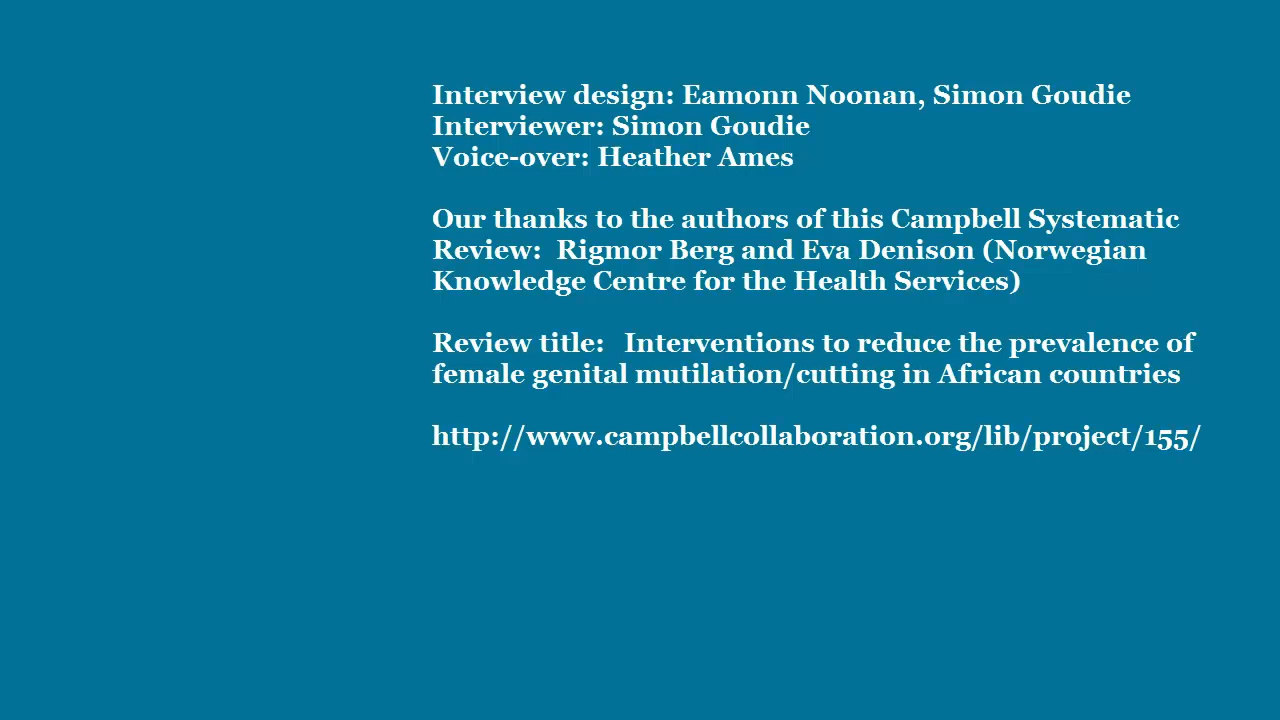 Interview design: Eamonn Noonan, Simon Goudie
Interviewer: Simon Goudie
Voice-over: Heather Ames
Our thanks to the authors of this Campbell Systematic
Review:  Rigmor Berg and Eva Denison (Norwegian
Knowledge Centre for the Health Services)
Review title:   Interventions to reduce the prevalence of
female genital mutilation/cutting in African countries
http://www.campbellcollaboration.org/lib/project/155/